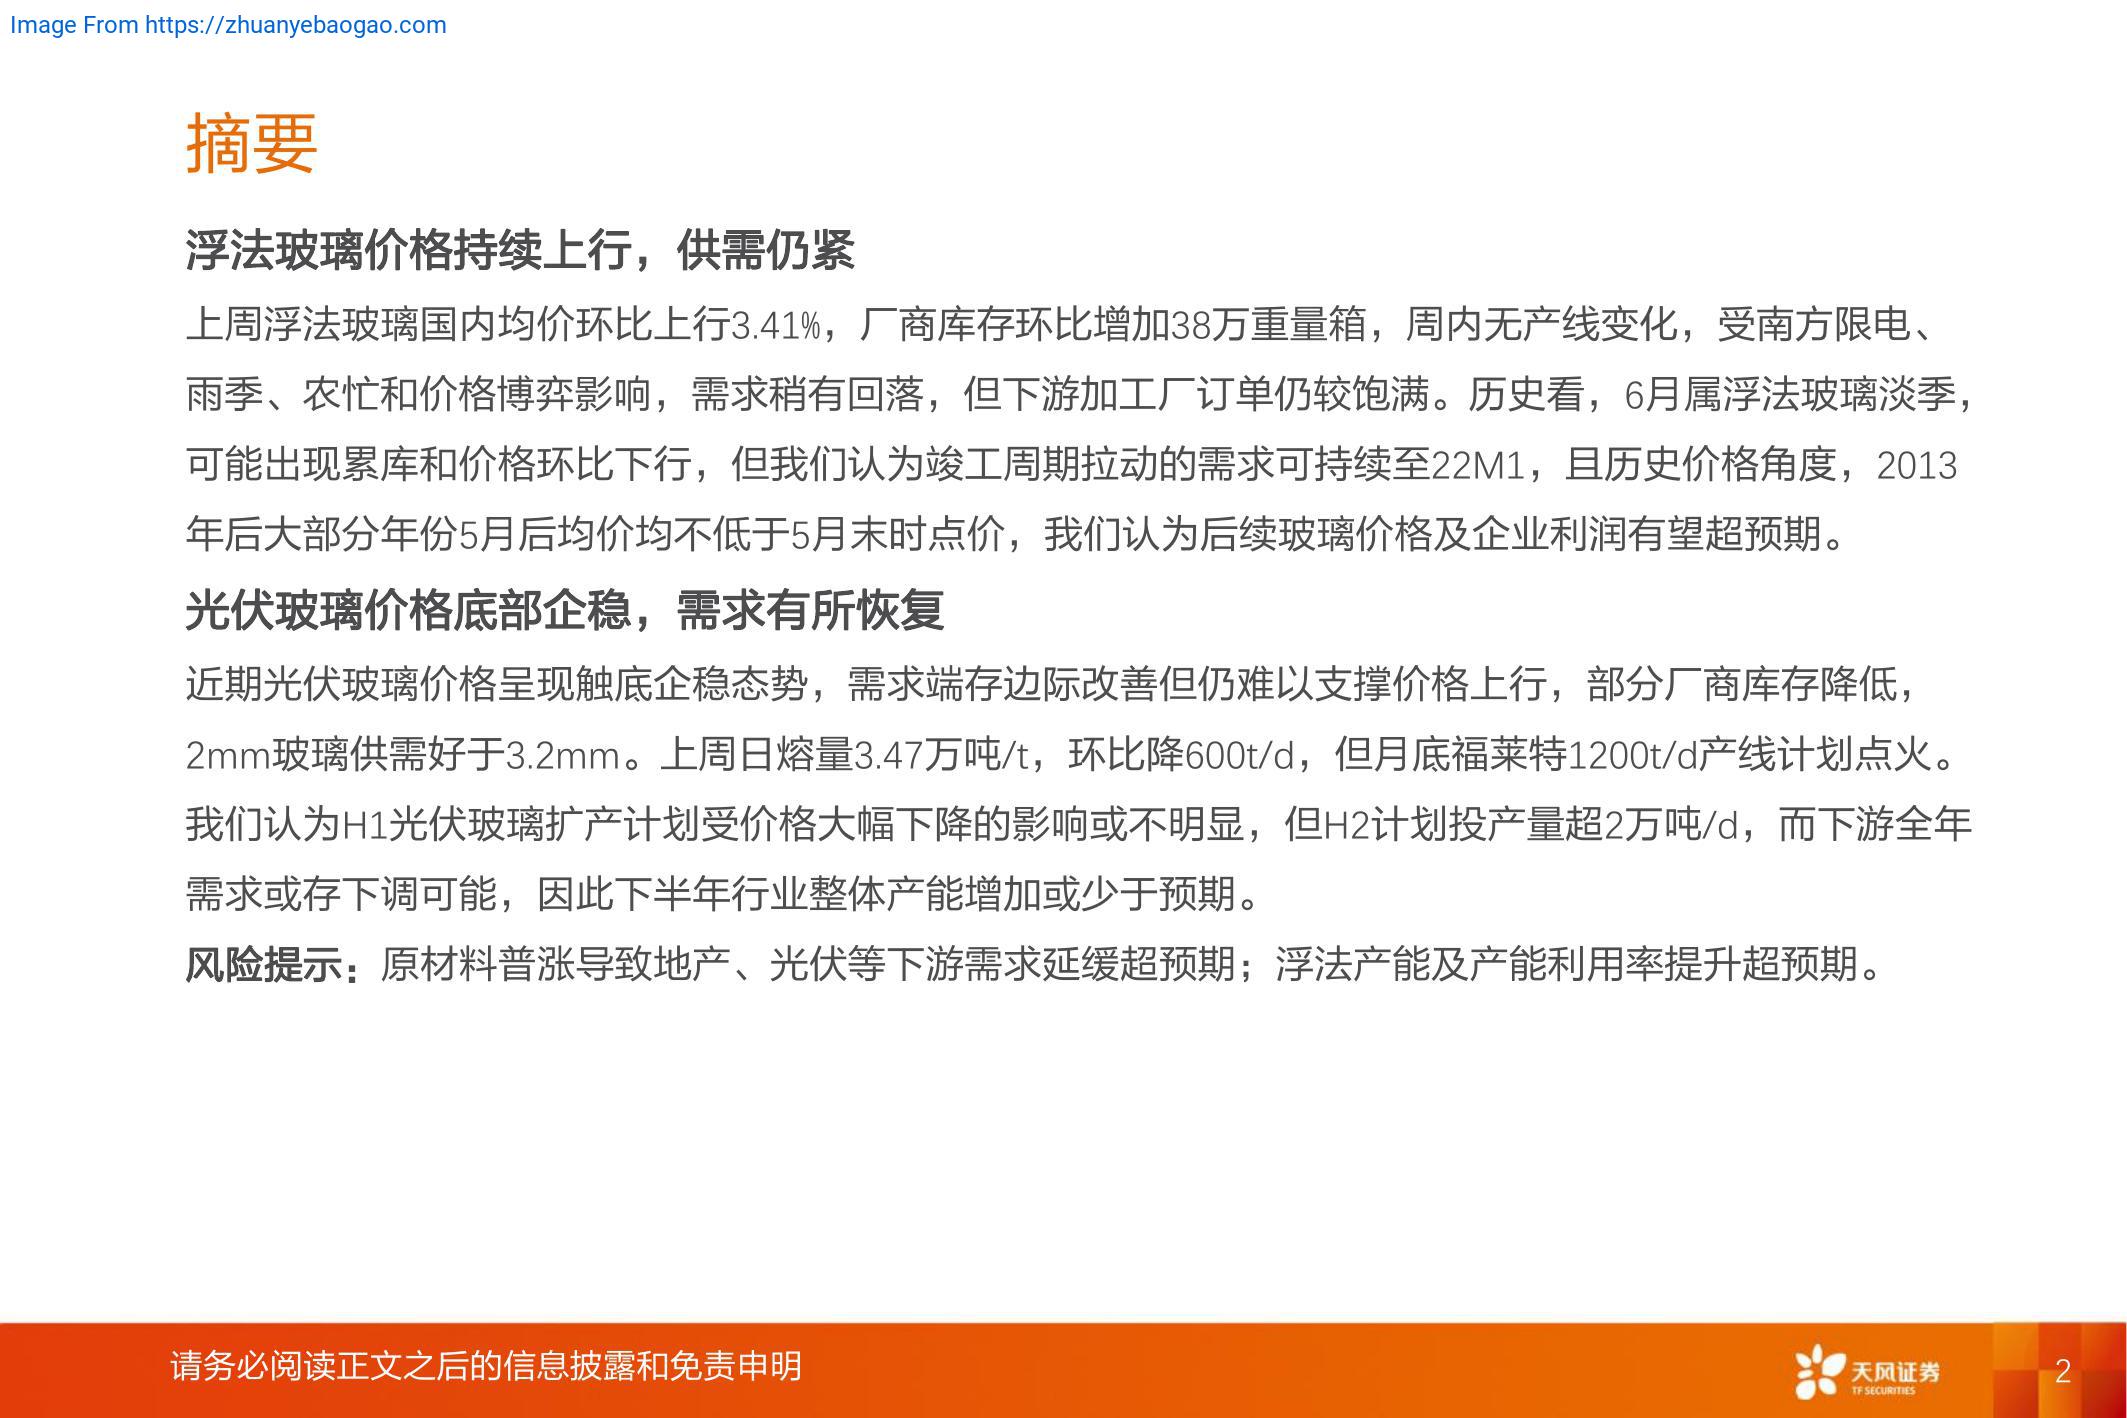 Image From https://zhuanyebaogao.com
摘要
浮法玻璃价格持续上行，供需仍紧
上周浮法玻璃国内均价环比上行3.41%，厂商库存环比增加38万重量箱，周内无产线变化，受南方限电、
雨季、农忙和价格博弈影响，需求稍有回落，但下游加工厂订单仍较饱满。历史看，6月属浮法玻璃淡季，
可能出现累库和价格环比下行，但我们认为竣工周期拉动的需求可持续至22M1，且历史价格角度，2013
年后大部分年份5月后均价均不低于5月末时点价，我们认为后续玻璃价格及企业利润有望超预期。
光伏玻璃价格底部企稳，需求有所恢复
近期光伏玻璃价格呈现触底企稳态势，需求端存边际改善但仍难以支撑价格上行，部分厂商库存降低，
2mm玻璃供需好于3.2mm。上周日熔量3.47万吨/t，环比降600t/d，但月底福莱特1200t/d产线计划点火。
我们认为H1光伏玻璃扩产计划受价格大幅下降的影响或不明显，但H2计划投产量超2万吨/d，而下游全年
需求或存下调可能，因此下半年行业整体产能增加或少于预期。
风险提示：原材料普涨导致地产、光伏等下游需求延缓超预期；浮法产能及产能利用率提升超预期。
请务必阅读正文之后的信息披露和免责申明
天风证券
TF SECURITIES
2